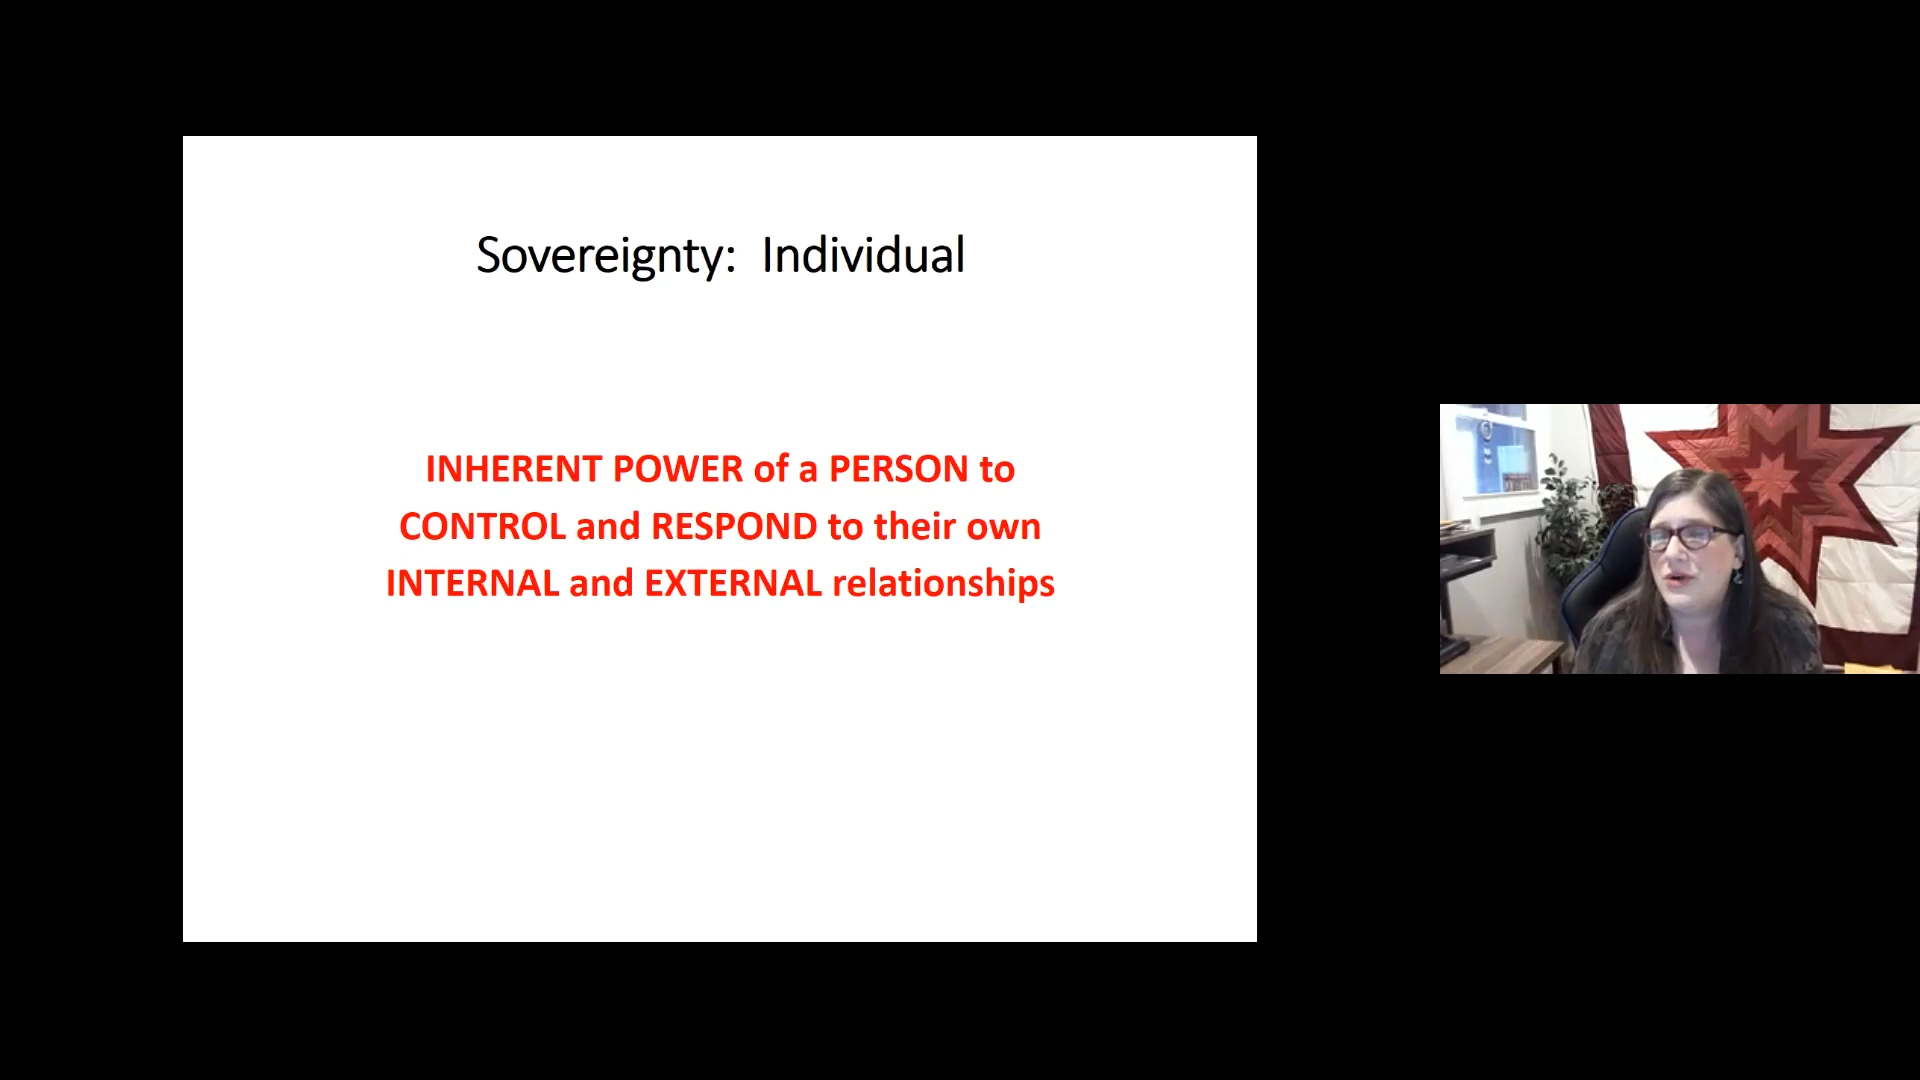 Sovereignty:  Individual
INHERENT POWER of a PERSON to
CONTROL and RESPOND to their own
INTERNAL and EXTERNAL relationships